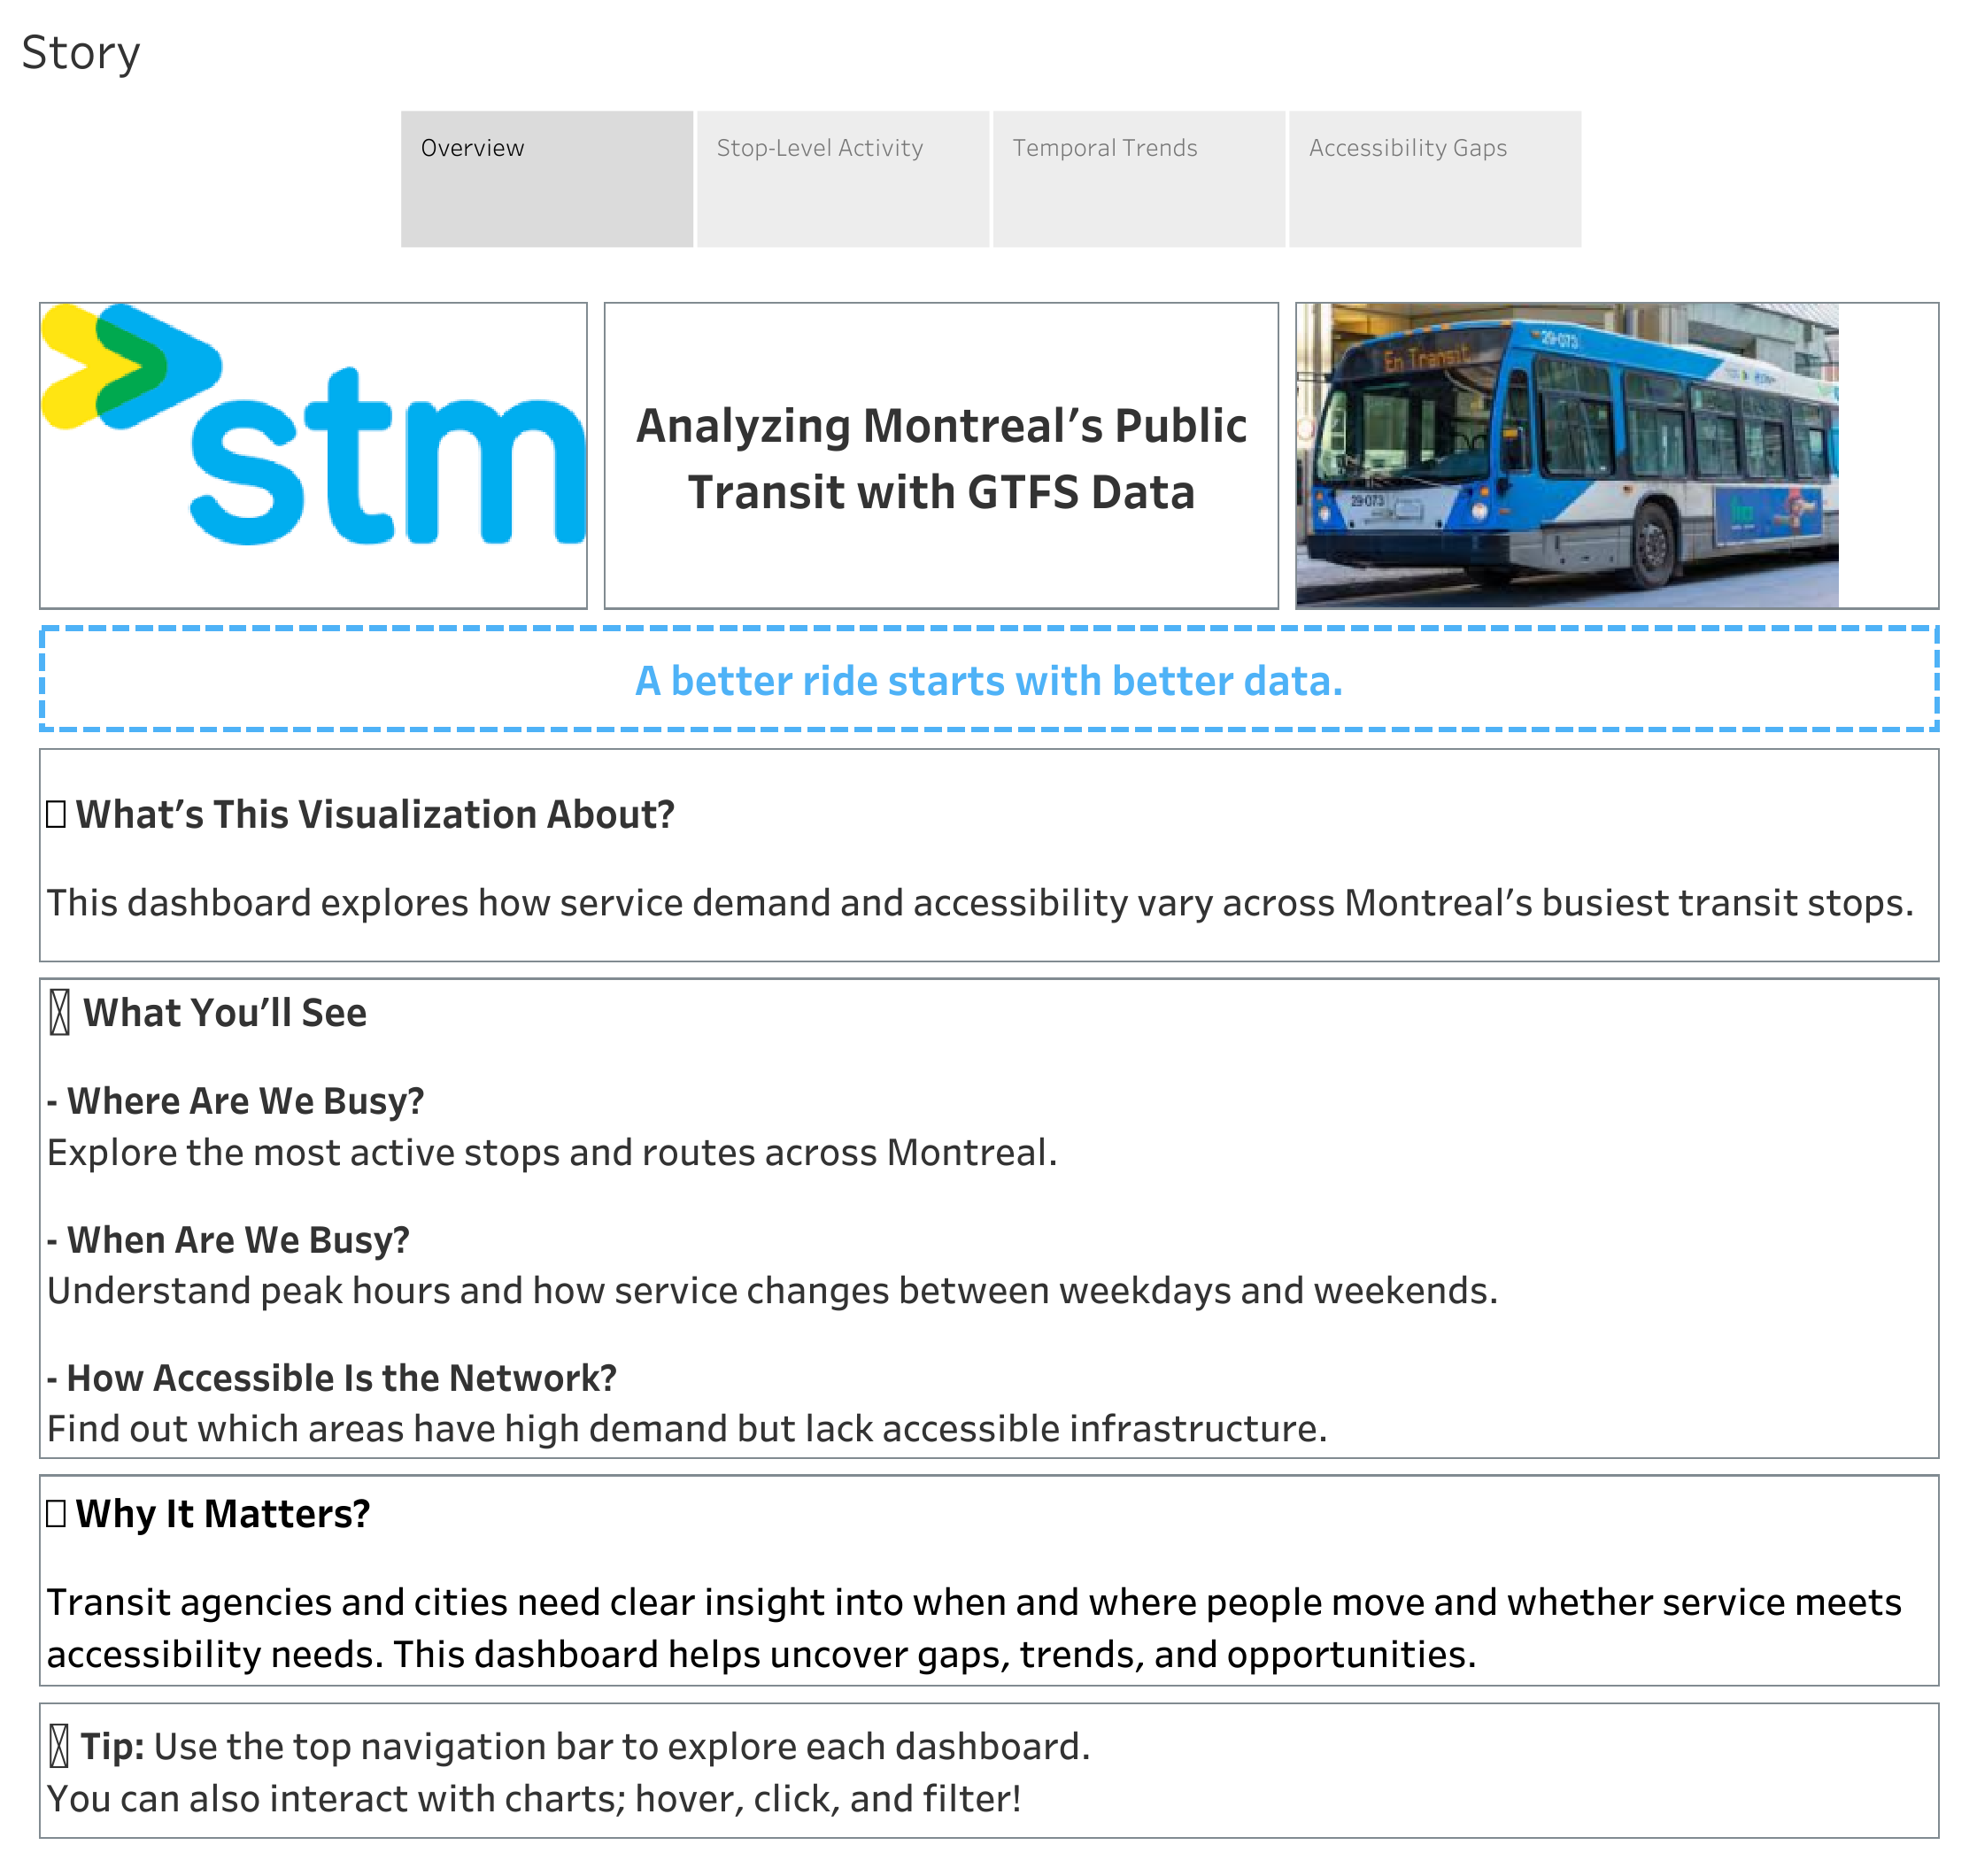 Story
Overview
Stop-Level Activity
Temporal Trends
Accessibility Gaps
stm
Analyzing Montreal’s Public
Transit with GTFS Data
29-073
En Transit
29-073
A better ride starts with better data.
What’s This Visualization About?
This dashboard explores how service demand and accessibility vary across Montreal’s busiest transit stops.
What You’ll See
- Where Are We Busy?
Explore the most active stops and routes across Montreal.
- When Are We Busy?
Understand peak hours and how service changes between weekdays and weekends.
- How Accessible Is the Network?
Find out which areas have high demand but lack accessible infrastructure.
Why It Matters?
Transit agencies and cities need clear insight into when and where people move and whether service meets
accessibility needs. This dashboard helps uncover gaps, trends, and opportunities.
Tip: Use the top navigation bar to explore each dashboard.
You can also interact with charts; hover, click, and filter!